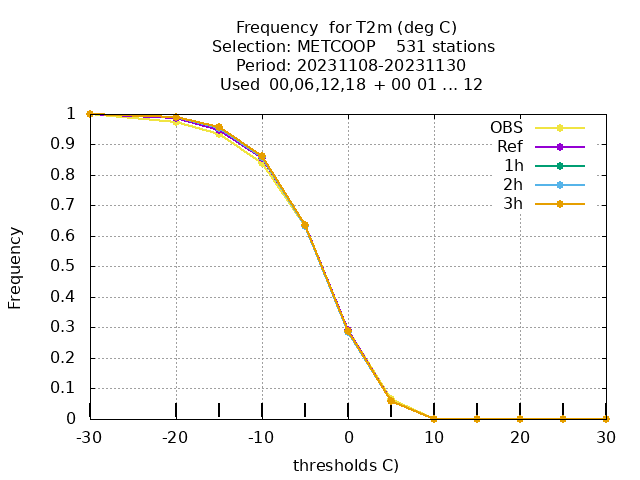 Frequency  for T2m (deg C)
Selection: METCOOP    531 stations
Period: 20231108-20231130
Used  00,06,12,18  + 00 01 ... 12
Frequency
1
0.9
0.8
0.7
0.6
0.5
0.4
0.3
0.2
0.1
0
OBS
Ref
1h
2h
3h
-30 -20 -10 0 10 20 30
thresholds C)